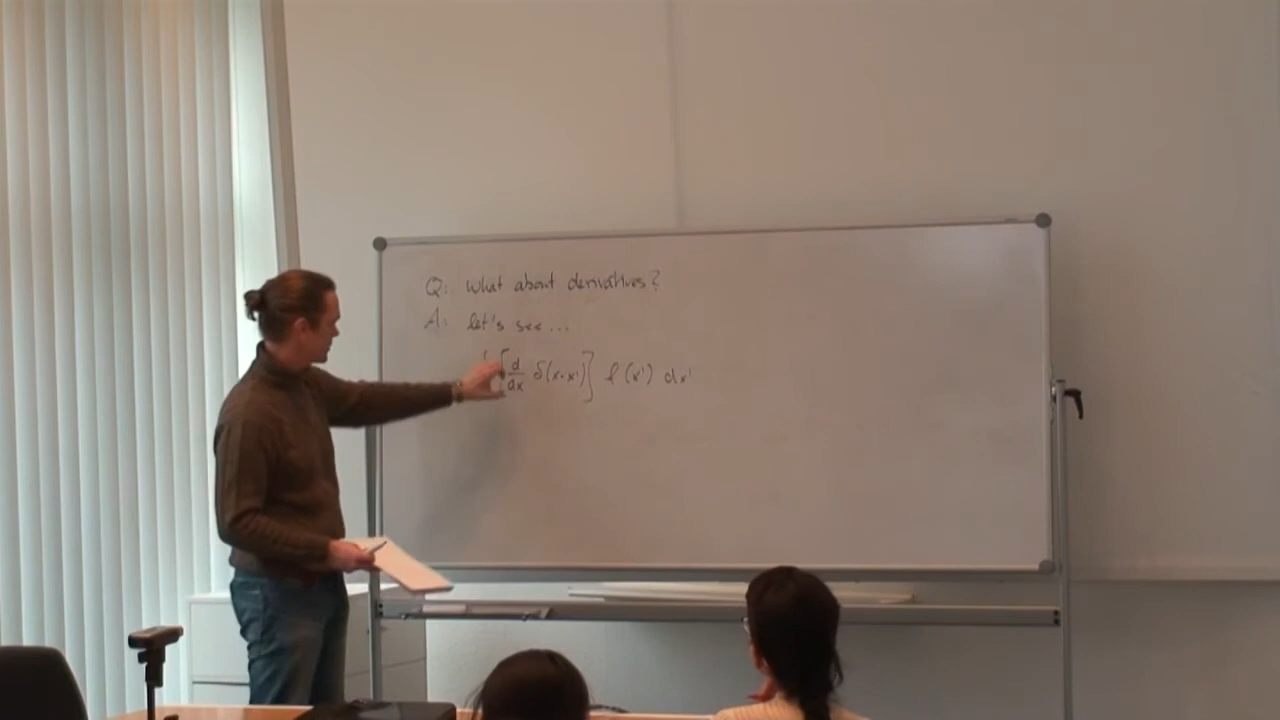 Q: What about derivatives?
A: let's see...
[d/dx δ(x-x')] f(x') dx'